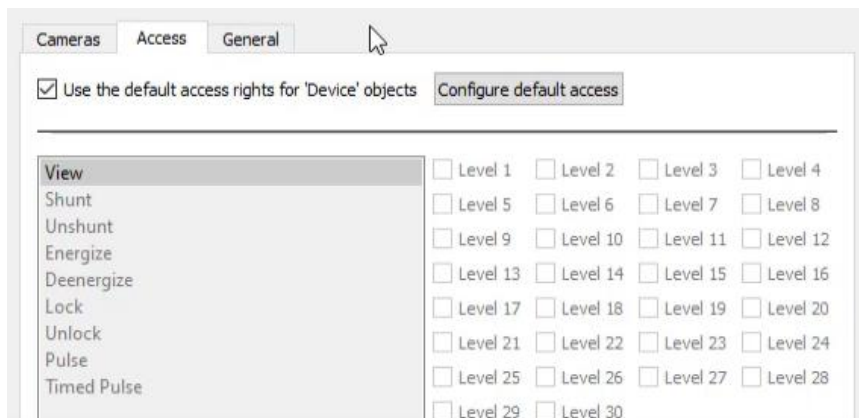 Cameras Access General
Use the default access rights for 'Device' objects Configure default access
View
Shunt
Unshunt
Energize
Deenergize
Lock
Unlock
Pulse
Timed Pulse
Level 1 Level 2 Level 3 Level 4
Level 5 Level 6 Level 7 Level 8
Level 9 Level 10 Level 11 Level 12
Level 13 Level 14 Level 15 Level 16
Level 17 Level 18 Level 19 Level 20
Level 21 Level 22 Level 23 Level 24
Level 25 Level 26 Level 27 Level 28
Level 29 Level 30